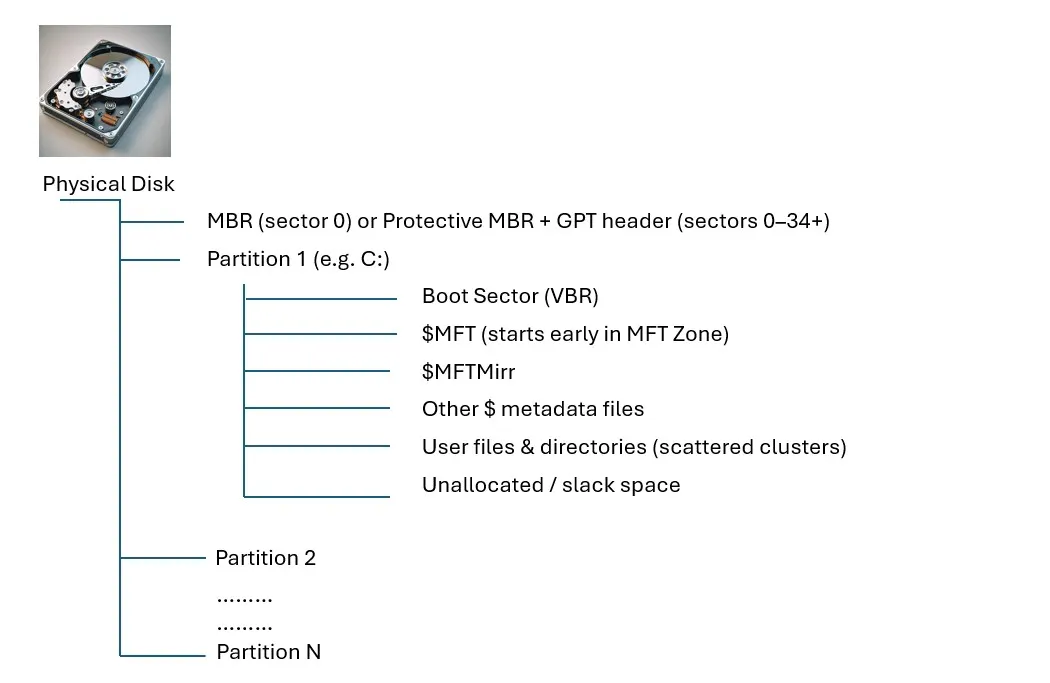 Physical Disk
MBR (sector 0) or Protective MBR + GPT header (sectors 0–34+)
Partition 1 (e.g. C:)
Boot Sector (VBR)
$MFT (starts early in MFT Zone)
$MFTMirr
Other $ metadata files
User files & directories (scattered clusters)
Unallocated / slack space
Partition 2
.........
.........
Partition N